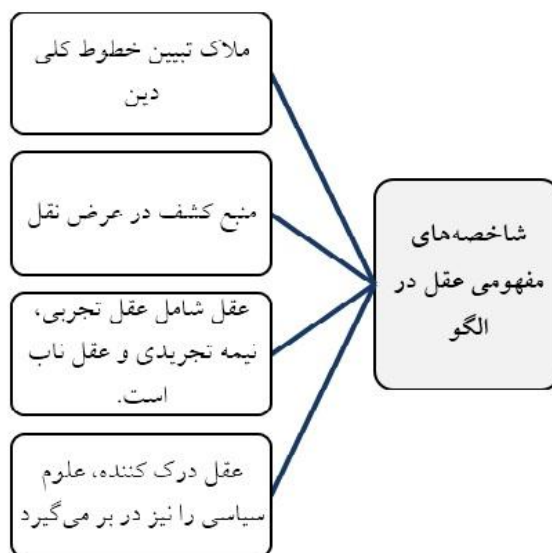 شاخصه‌های
مفهومی عقل در
الگو
ملاک تبیین خطوط کلی
دین
منبع کشف در عرض نقل
عقل شامل عقل تجربی،
نیمه تجریدی و عقل ناب
است.
عقل درک کننده، علوم
سیاسی را نیز در بر می‌گیرد